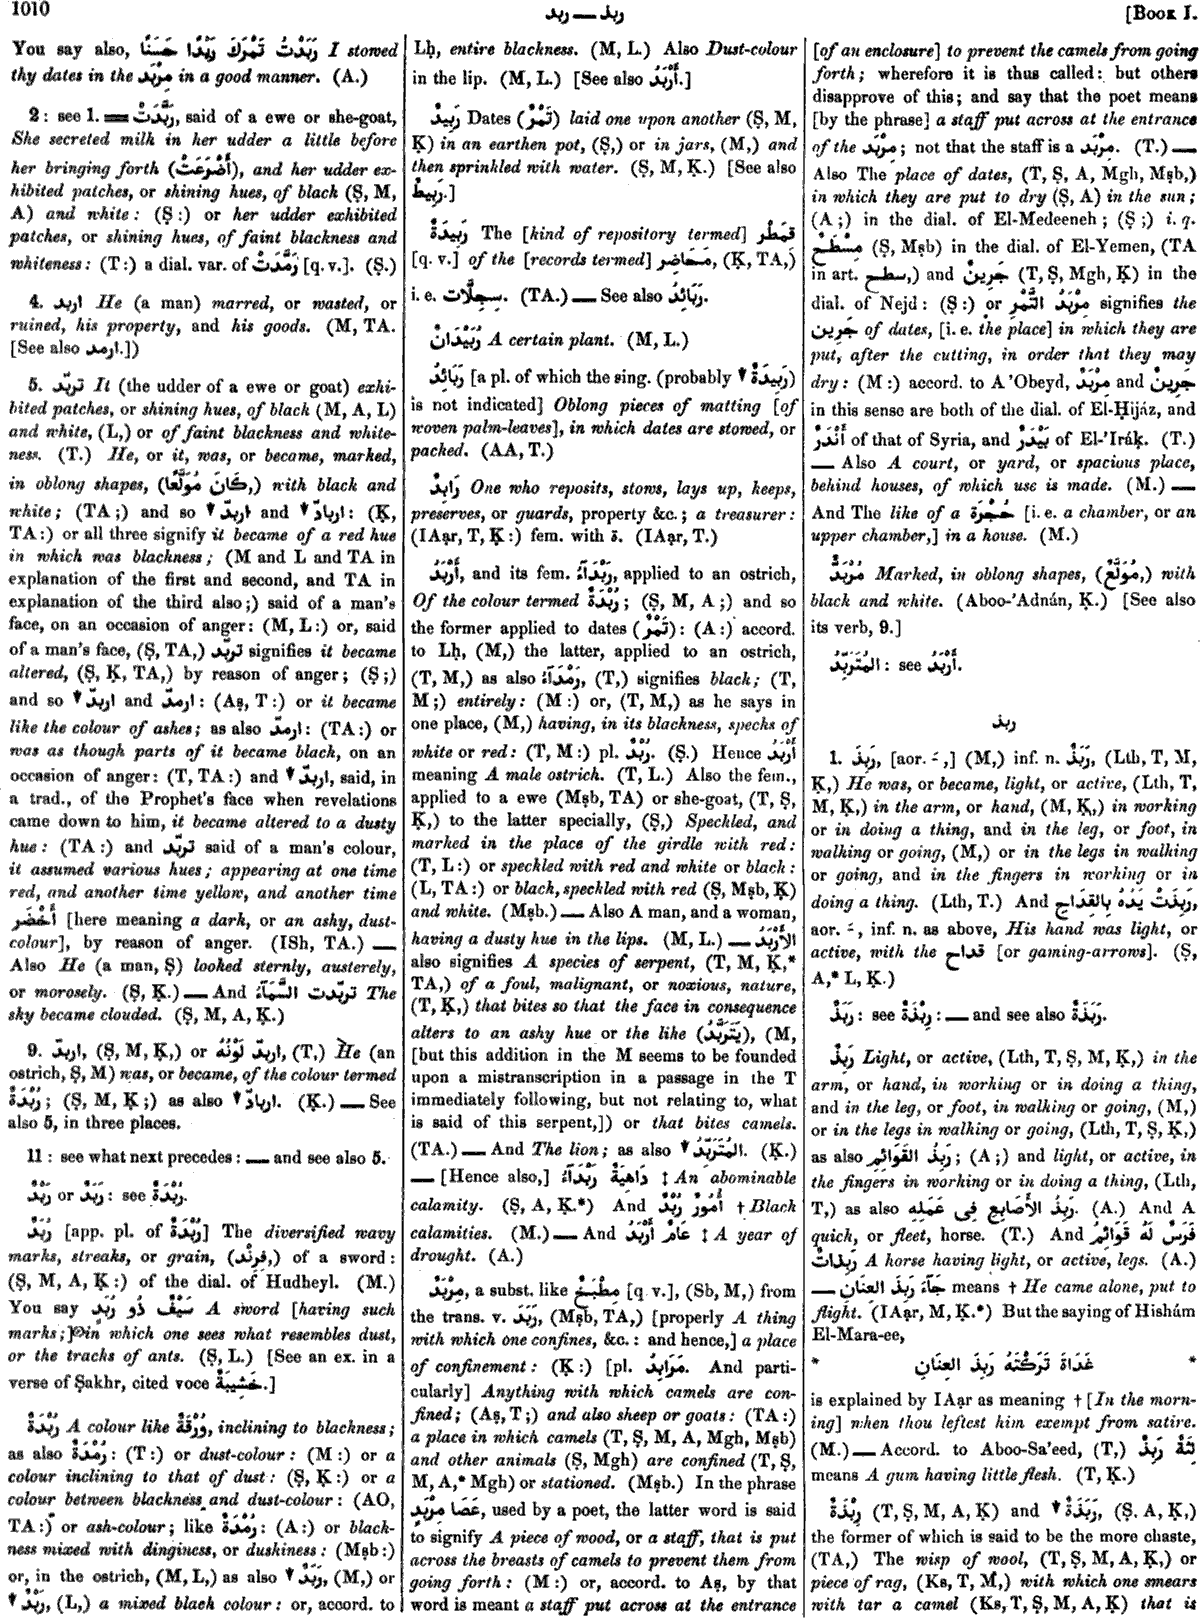 1010
ربد — ربذ
[Book I.
You say also, رَبَدْتُ تَمْرَكَ رَبْدًا حَسَنًا I stowed
thy dates in the مِرْبَد in a good manner. (A.)
2: see 1. = رَبَّدَتْ, said of a ewe or she-goat,
She secreted milk in her udder a little before
her bringing forth (أَضْرَعَتْ), and her udder ex-
hibited patches, or shining hues, of black (Ṣ, M,
A) and white: (Ṣ:) or her udder exhibited
patches, or shining hues, of faint blackness and
whiteness: (T:) a dial. var. of رَمَّدَتْ [q. v.]. (Ṣ.)
4. اربد He (a man) marred, or wasted, or
ruined, his property, and his goods. (M, TA.
[See also ارمد.])
5. تربّد It (the udder of a ewe or goat) exhi-
bited patches, or shining hues, of black (M, A, L)
and white, (L,) or of faint blackness and white-
ness. (T.) He, or it, was, or became, marked,
in oblong shapes, (كَانَ مُوَلَّعًا,) with black and
white; (TA;) and so ▼ اربدّ and ▼ اربادّ: (Ḳ,
TA:) or all three signify it became of a red hue
in which was blackness; (M and L and TA in
explanation of the first and second, and TA in
explanation of the third also;) said of a man's
face, on an occasion of anger: (M, L:) or, said
of a man's face, (Ṣ, TA,) تربّد signifies it became
altered, (Ṣ, Ḳ, TA,) by reason of anger; (Ṣ;)
and so ▼ اربدّ and ارمدّ: (Aṣ, T:) or it became
like the colour of ashes; as also ارمدّ: (TA:) or
was as though parts of it became black, on an
occasion of anger: (T, TA:) and ▼ اربدّ, said, in
a trad., of the Prophet's face when revelations
came down to him, it became altered to a dusty
hue: (TA:) and تربّد said of a man's colour,
it assumed various hues; appearing at one time
red, and another time yellow, and another time
أَخْضَر [here meaning a dark, or an ashy, dust-
colour], by reason of anger. (ISh, TA.) —
Also He (a man, Ṣ) looked sternly, austerely,
or morosely. (Ṣ, Ḳ.) — And تربّدت السَّمَآءُ The
sky became clouded. (Ṣ, M, A, Ḳ.)
9. اربدّ, (Ṣ, M, Ḳ,) or اربدّ لَوْنُهُ, (T,) He (an
ostrich, Ṣ, M) was, or became, of the colour termed
رُبْدَةٌ; (Ṣ, M, Ḳ;) as also ▼ اربادّ. (Ḳ.) — See
also 5, in three places.
11: see what next precedes: — and see also 5.
رَبْدٌ or رَبَدٌ: see رُبْدَةٌ.
رُبَدٌ [app. pl. of رُبْدَةٌ] The diversified wavy
marks, streaks, or grain, (فِرِنْد,) of a sword:
(Ṣ, M, A, Ḳ:) of the dial. of Hudheyl. (M.)
You say سَيْفٌ ذُو رُبَدٍ A sword [having such
marks;] in which one sees what resembles dust,
or the tracks of ants. (Ṣ, L.) [See an ex. in a
verse of Ṣakhr, cited voce خَشِيبَةٌ.]
رُبْدَةٌ A colour like وُرْقَةٌ, inclining to blackness;
as also رُمْدَةٌ: (T:) or dust-colour: (M:) or a
colour inclining to that of dust: (Ṣ, Ḳ:) or a
colour between blackness and dust-colour: (AO,
TA:) or ash-colour; like رُمْدَةٌ: (A:) or black-
ness mixed with dinginess, or duskiness: (Mṣb:)
or, in the ostrich, (M, L,) as also ▼ رَبَدٌ, (M,) or
▼ رَبْدٌ, (L,) a mixed black colour: or, accord. to
Lḥ, entire blackness. (M, L.) Also Dust-colour
in the lip. (M, L.) [See also أَرْبَدُ.]
رَبِيدٌ Dates (تَمْرٌ) laid one upon another (Ṣ, M,
Ḳ) in an earthen pot, (Ṣ,) or in jars, (M,) and
then sprinkled with water. (Ṣ, M, Ḳ.) [See also
رَبِيطٌ.]
رَبِيدَةٌ The [kind of repository termed] قِمَطْر
[q. v.] of the [records termed] مَحَاضِر, (Ḳ, TA,)
i. e. سِجِلَّات. (TA.) — See also رَبَائِدُ.
رُبَيْدَانٌ A certain plant. (M, L.)
رَبَائِدُ [a pl. of which the sing. (probably ▼ رَبِيدَةٌ)
is not indicated] Oblong pieces of matting [of
woven palm-leaves], in which dates are stowed, or
packed. (AA, T.)
رَابِدٌ One who reposits, stows, lays up, keeps,
preserves, or guards, property &c.; a treasurer:
(IAạr, T, Ḳ:) fem. with ة. (IAạr, T.)
أَرْبَدُ, and its fem. رَبْدَآءُ, applied to an ostrich,
Of the colour termed رُبْدَةٌ; (Ṣ, M, A;) and so
the former applied to dates (تَمْرٌ): (A:) accord.
to Lḥ, (M,) the latter, applied to an ostrich,
(T, M,) as also رَمْدَآءُ, (T,) signifies black; (T,
M;) entirely: (M:) or, (T, M,) as he says in
one place, (M,) having, in its blackness, specks of
white or red: (T, M:) pl. رُبْدٌ. (Ṣ.) Hence أَرْبَدُ
meaning A male ostrich. (T, L.) Also the fem.,
applied to a ewe (Mṣb, TA) or she-goat, (T, Ṣ,
Ḳ,) to the latter specially, (Ṣ,) Speckled, and
marked in the place of the girdle with red:
(T, L:) or speckled with red and white or black:
(L, TA:) or black, speckled with red (Ṣ, Mṣb, Ḳ)
and white. (Mṣb.) — Also A man, and a woman,
having a dusty hue in the lips. (M, L.) — الأَرْبَدُ
also signifies A species of serpent, (T, M, Ḳ,*
TA,) of a foul, malignant, or noxious, nature,
(T, Ḳ,) that bites so that the face in consequence
alters to an ashy hue or the like (يَتَرَبَّدُ), (M,
[but this addition in the M seems to be founded
upon a mistranscription in a passage in the T
immediately following, but not relating to, what
is said of this serpent,]) or that bites camels.
(TA.) — And The lion; as also ▼ المُتَرَبِّدُ. (Ḳ.)
— [Hence also,] دَاهِيَةٌ رَبْدَآءُ ‡ An abominable
calamity. (Ṣ, A, Ḳ.*) And أُمُورٌ رُبْدٌ † Black
calamities. (M.) — And عَامٌ أَرْبَدُ ‡ A year of
drought. (A.)
مِرْبَدٌ, a subst. like مِطْبَخٌ [q. v.], (Sb, M,) from
the trans. v. رَبَدَ, (Mṣb, TA,) [properly A thing
with which one confines, &c.: and hence,] a place
of confinement: (Ḳ:) [pl. مَرَابِدُ. And parti-
cularly] Anything with which camels are con-
fined; (Aṣ, T;) and also sheep or goats: (TA:)
a place in which camels (T, Ṣ, M, A, Mgh, Mṣb)
and other animals (Ṣ, Mgh) are confined (T, Ṣ,
M, A,* Mgh) or stationed. (Mṣb.) In the phrase
عَصَا مِرْبَدٍ, used by a poet, the latter word is said
to signify A piece of wood, or a staff, that is put
across the breasts of camels to prevent them from
going forth: (M:) or, accord. to Aṣ, by that
word is meant a staff put across at the entrance
[of an enclosure] to prevent the camels from going
forth; wherefore it is thus called: but others
disapprove of this; and say that the poet means
[by the phrase] a staff put across at the entrance
of the مِرْبَد; not that the staff is a مِرْبَد. (T.) —
Also The place of dates, (T, Ṣ, A, Mgh, Mṣb,)
in which they are put to dry (Ṣ, A) in the sun;
(A;) in the dial. of El-Medeeneh; (Ṣ;) i. q.
مِسْطَحٌ (Ṣ, Mṣb) in the dial. of El-Yemen, (TA
in art. سطح,) and جَرِينٌ (T, Ṣ, Mgh, Ḳ) in the
dial. of Nejd: (Ṣ:) or مِرْبَدُ التَّمْرِ signifies the
جَرِين of dates, [i. e. the place] in which they are
put, after the cutting, in order that they may
dry: (M:) accord. to A'Obeyd, مِرْبَدٌ and جَرِينٌ
in this sense are both of the dial. of El-Ḥijáz, and
أَنْدَرٌ of that of Syria, and بَيْدَرٌ of El-'Iráḳ. (T.)
— Also A court, or yard, or spacious place,
behind houses, of which use is made. (M.) —
And The like of a حُجْرَة [i. e. a chamber, or an
upper chamber,] in a house. (M.)
مُرْبَدٌّ Marked, in oblong shapes, (مُوَلَّعٌ,) with
black and white. (Aboo-'Adnán, Ḳ.) [See also
its verb, 9.]
المُتَرَبِّدُ: see أَرْبَدُ.
ربذ
1. رَبِذَ, [aor. ـَ,] (M,) inf. n. رَبَذٌ, (Lth, T, M,
Ḳ,) He was, or became, light, or active, (Lth, T,
M, Ḳ,) in the arm, or hand, (M, Ḳ,) in working
or in doing a thing, and in the leg, or foot, in
walking or going, (M,) or in the legs in walking
or going, and in the fingers in working or in
doing a thing. (Lth, T.) And رَبِذَتْ يَدُهُ بِالقِدَاحِ,
aor. ـَ, inf. n. as above, His hand was light, or
active, with the قداح [or gaming-arrows]. (Ṣ,
A,* L, Ḳ.)
رَبَذٌ: see رِبْذَةٌ: — and see also رَبَذَةٌ.
رَبِذٌ Light, or active, (Lth, T, Ṣ, M, Ḳ,) in the
arm, or hand, in working or in doing a thing,
and in the leg, or foot, in walking or going, (M,)
or in the legs in walking or going, (Lth, T, Ṣ, Ḳ,)
as also رَبِذُ القَوَائِمِ; (A;) and light, or active, in
the fingers in working or in doing a thing, (Lth,
T,) as also رَبِذُ الأَصَابِعِ فِى عَمَلِهِ. (A.) And A
quick, or fleet, horse. (T.) And فَرَسٌ لَهُ قَوَائِمُ
رَبِذَاتٌ A horse having light, or active, legs. (A.)
— جَآءَ رَبِذَ العِنَانِ means † He came alone, put to
flight. (IAạr, M, Ḳ.*) But the saying of Hishám
El-Mara-ee,
* غَدَاةَ تَرَكْتَهُ رَبِذَ العِنَانِ *
is explained by IAạr as meaning † [In the morn-
ing] when thou leftest him exempt from satire.
(M.) — Accord. to Aboo-Sa'eed, (T,) لِثَةٌ رَبِذَةٌ
means A gum having little flesh. (T, Ḳ.)
رِبْذَةٌ (T, Ṣ, M, A, Ḳ) and ▼ رَبَذَةٌ, (Ṣ, A, Ḳ,)
the former of which is said to be the more chaste,
(TA,) The wisp of wool, (T, Ṣ, M, A, Ḳ,) or
piece of rag, (Ks, T, M,) with which one smears
with tar a camel (Ks, T, Ṣ, M, A, Ḳ) that is